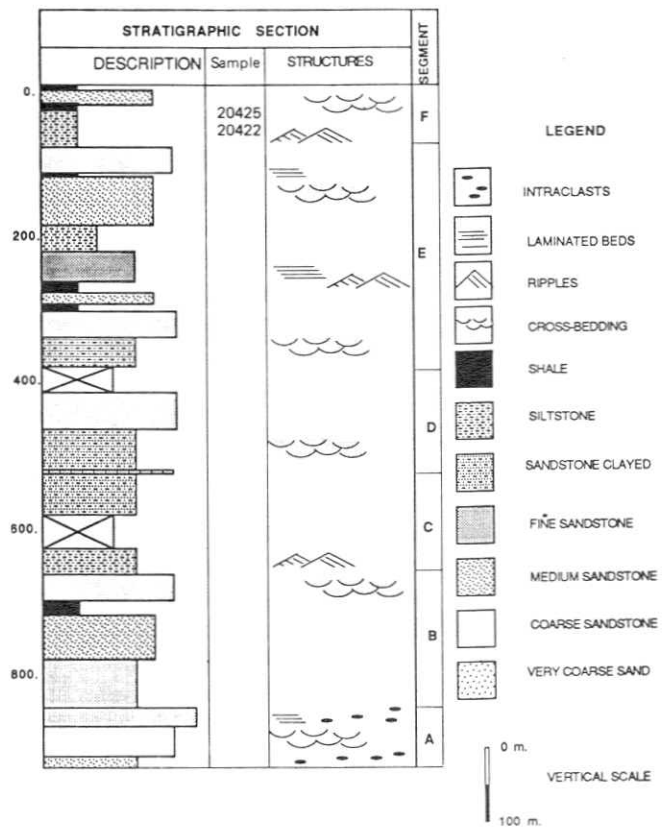 STRATIGRAPHIC SECTION
DESCRIPTION Sample STRUCTURES SEGMENT
0.
20425
20422
F
200.
E
400.
D
600.
C
B
800.
A
LEGEND
INTRACLASTS
LAMINATED BEDS
RIPPLES
CROSS-BEDDING
SHALE
SILTSTONE
SANDSTONE CLAYED
FINE SANDSTONE
MEDIUM SANDSTONE
COARSE SANDSTONE
VERY COARSE SAND
0 m.
VERTICAL SCALE
100 m.